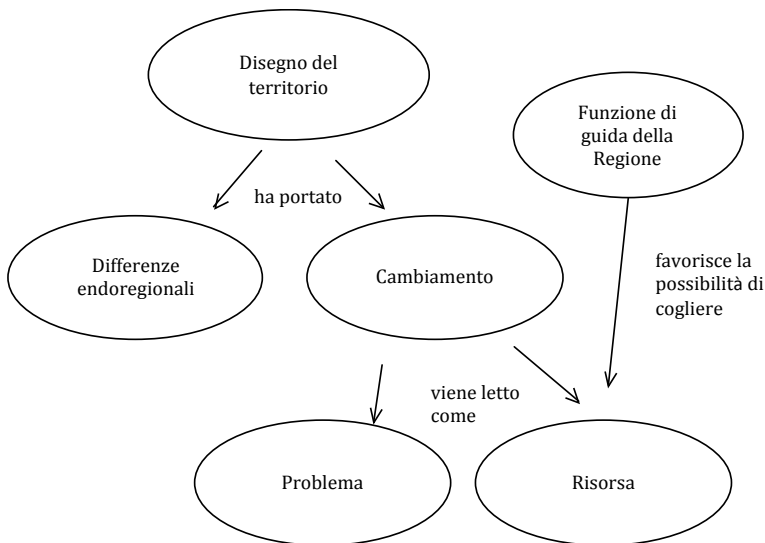 Disegno del
territorio
Funzione di
guida della
Regione
ha portato
Differenze
endoregionali
Cambiamento
favorisce la
possibilità di
cogliere
viene letto
come
Problema
Risorsa